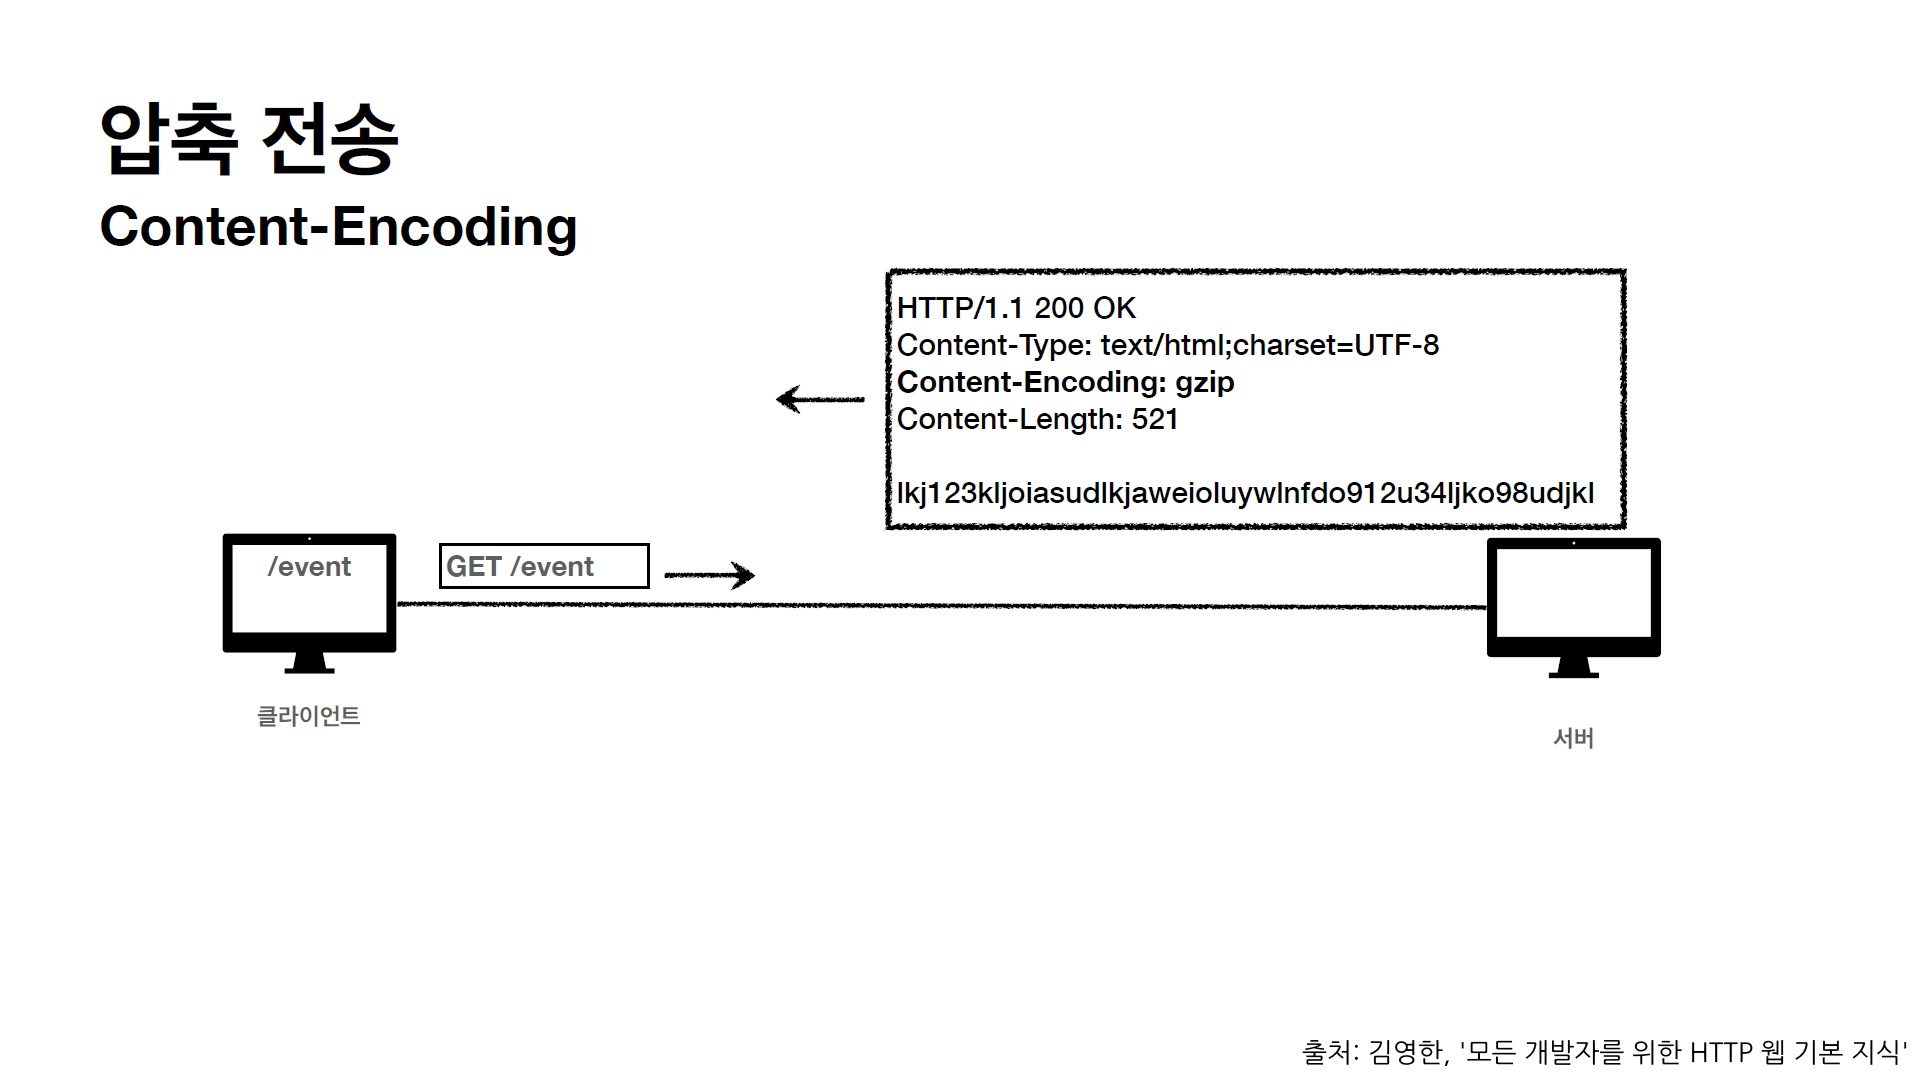 압축 전송
Content-Encoding
HTTP/1.1 200 OK
Content-Type: text/html;charset=UTF-8
Content-Encoding: gzip
Content-Length: 521
lkj123kljoiasudlkjaweioluywlnfdo912u34ljko98udjkl
/event
GET /event
클라이언트
서버
출처: 김영한, '모든 개발자를 위한 HTTP 웹 기본 지식'